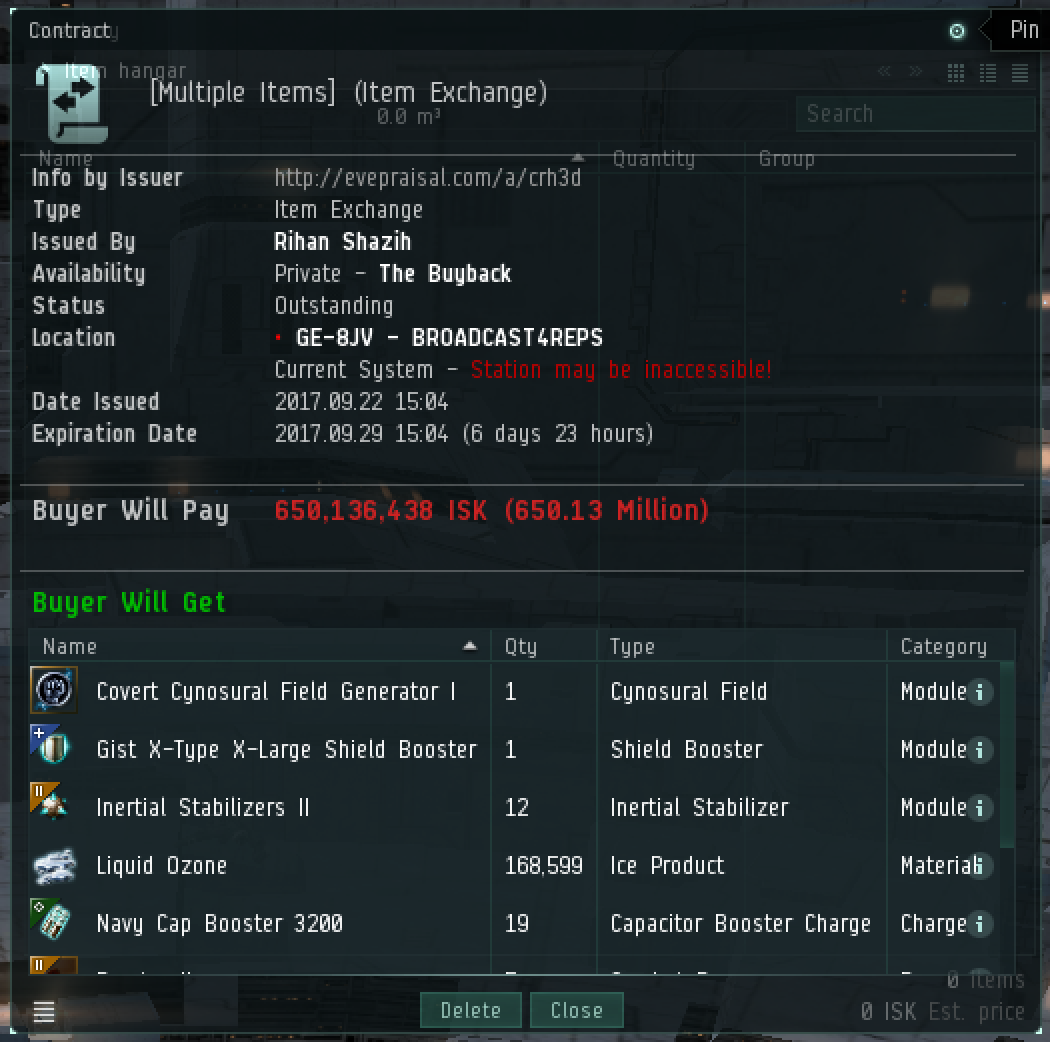 Contract
Pin
Item hangar
[Multiple Items] (Item Exchange)
0.0 m³
Search
Name Quantity Group
Info by Issuer http://evepraisal.com/a/crh3d
Type Item Exchange
Issued By Rihan Shazih
Availability Private - The Buyback
Status Outstanding
Location GE-8JV - BROADCAST4REPS
Current System - Station may be inaccessible!
Date Issued 2017.09.22 15:04
Expiration Date 2017.09.29 15:04 (6 days 23 hours)
Buyer Will Pay 650,136,438 ISK (650.13 Million)
Buyer Will Get
Name Qty Type Category
Covert Cynosural Field Generator I 1 Cynosural Field Module
Gist X-Type X-Large Shield Booster 1 Shield Booster Module
Inertial Stabilizers II 12 Inertial Stabilizer Module
Liquid Ozone 168,599 Ice Product Material
Navy Cap Booster 3200 19 Capacitor Booster Charge Charge
0 items
Delete Close
0 ISK Est. price